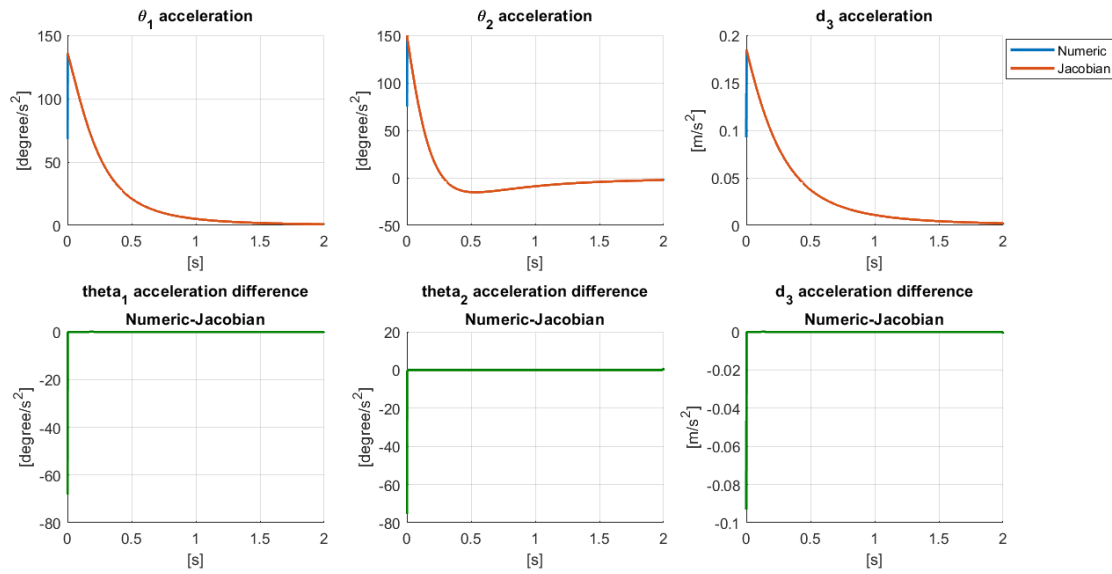 θ1 acceleration
[degree/s2]
150
100
50
0
0 0.5 1 1.5 2
[s]
θ2 acceleration
[degree/s2]
150
100
50
0
-50
0 0.5 1 1.5 2
[s]
d3 acceleration
[m/s2]
0.2
0.15
0.1
0.05
0
0 0.5 1 1.5 2
[s]
Numeric
Jacobian
theta1 acceleration difference
Numeric-Jacobian
[degree/s2]
0
-20
-40
-60
-80
0 0.5 1 1.5 2
[s]
theta2 acceleration difference
Numeric-Jacobian
[degree/s2]
20
0
-20
-40
-60
-80
0 0.5 1 1.5 2
[s]
d3 acceleration difference
Numeric-Jacobian
[m/s2]
0
-0.02
-0.04
-0.06
-0.08
-0.1
0 0.5 1 1.5 2
[s]